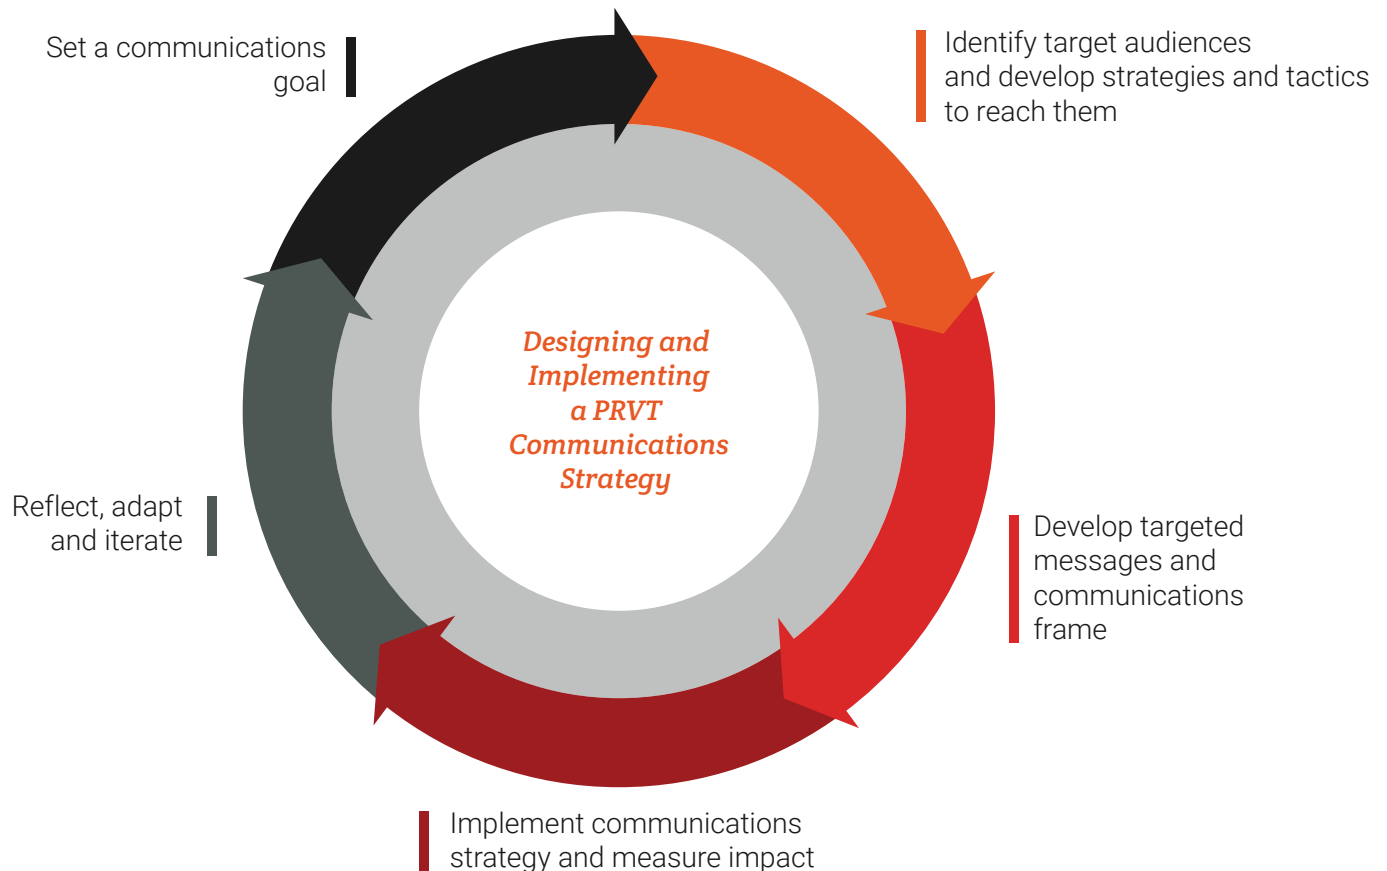 Set a communications
goal
Identify target audiences
and develop strategies and tactics
to reach them
Designing and
Implementing
a PRVT
Communications
Strategy
Develop targeted
messages and
communications
frame
Implement communications
strategy and measure impact
Reflect, adapt
and iterate